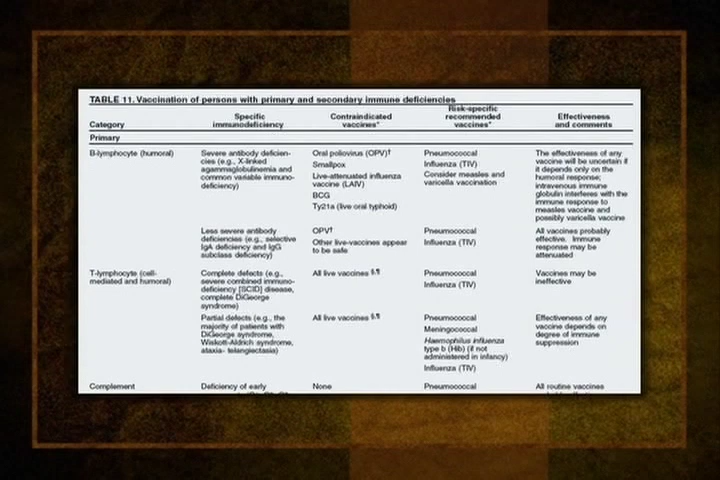 TABLE 11. Vaccination of persons with primary and secondary immune deficiencies
Category
Specific
immunodeficiency
Contraindicated
vaccines*
Risk-specific
recommended
vaccines*
Effectiveness
and comments
Primary
B-lymphocyte (humoral)
Severe antibody deficien-
cies (e.g., X-linked
agammaglobulinemia and
common variable immuno-
deficiency)
Oral poliovirus (OPV)†
Smallpox
Live-attenuated influenza
vaccine (LAIV)
BCG
Ty21a (live oral typhoid)
Pneumococcal
Influenza (TIV)
Consider measles and
varicella vaccination
The effectiveness of any
vaccine will be uncertain if
it depends only on the
humoral response;
intravenous immune
globulin interferes with the
immune response to
measles vaccine and
possibly varicella vaccine
Less severe antibody
deficiencies (e.g., selective
IgA deficiency and IgG
subclass deficiency)
OPV†
Other live-vaccines appear
to be safe
Pneumococcal
Influenza (TIV)
All vaccines probably
effective. Immune
response may be
attenuated
T-lymphocyte (cell-
mediated and humoral)
Complete defects (e.g.,
severe combined immuno-
deficiency [SCID] disease,
complete DiGeorge
syndrome)
All live vaccines §,¶
Pneumococcal
Influenza (TIV)
Vaccines may be
ineffective
Partial defects (e.g., the
majority of patients with
DiGeorge syndrome,
Wiskott-Aldrich syndrome,
ataxia- telangiectasia)
All live vaccines §,¶
Pneumococcal
Meningococcal
Haemophilus influenza
type b (Hib) (if not
administered in infancy)
Influenza (TIV)
Effectiveness of any
vaccine depends on
degree of immune
suppression
Complement
Deficiency of early
None
Pneumococcal
All routine vaccines